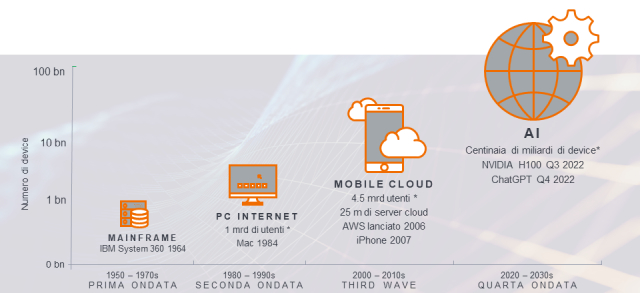 100 bn
10 bn
1 bn
0 bn
Numero di device
MAINFRAME
IBM System 360 1964
PC INTERNET
1 mrd di utenti *
Mac 1984
MOBILE CLOUD
4.5 mrd utenti *
25 m di server cloud
AWS lanciato 2006
iPhone 2007
AI
Centinaia di miliardi di device*
NVIDIA H100 Q3 2022
ChatGPT Q4 2022
1950 – 1970s
PRIMA ONDATA
1980 – 1990s
SECONDA ONDATA
2000 – 2010s
THIRD WAVE
2020 – 2030s
QUARTA ONDATA